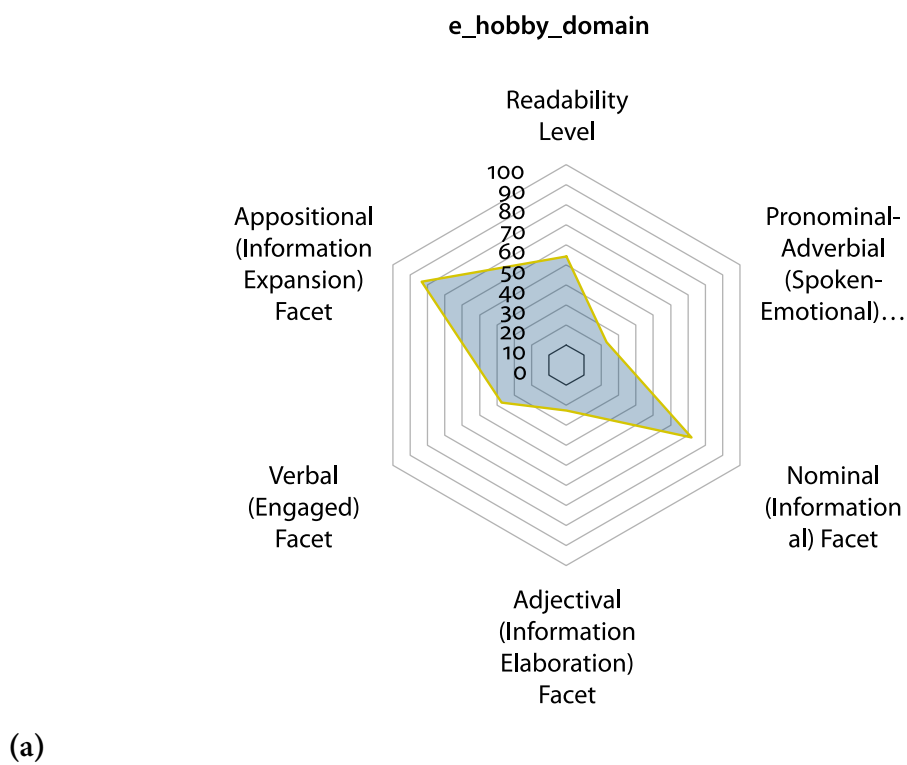 e_hobby_domain
Readability
Level
100
90
80
70
60
50
40
30
20
10
0
Appositional
(Information
Expansion)
Facet
Pronominal-
Adverbial
(Spoken-
Emotional)…
Verbal
(Engaged)
Facet
Nominal
(Information
al) Facet
Adjectival
(Information
Elaboration)
Facet
(a)